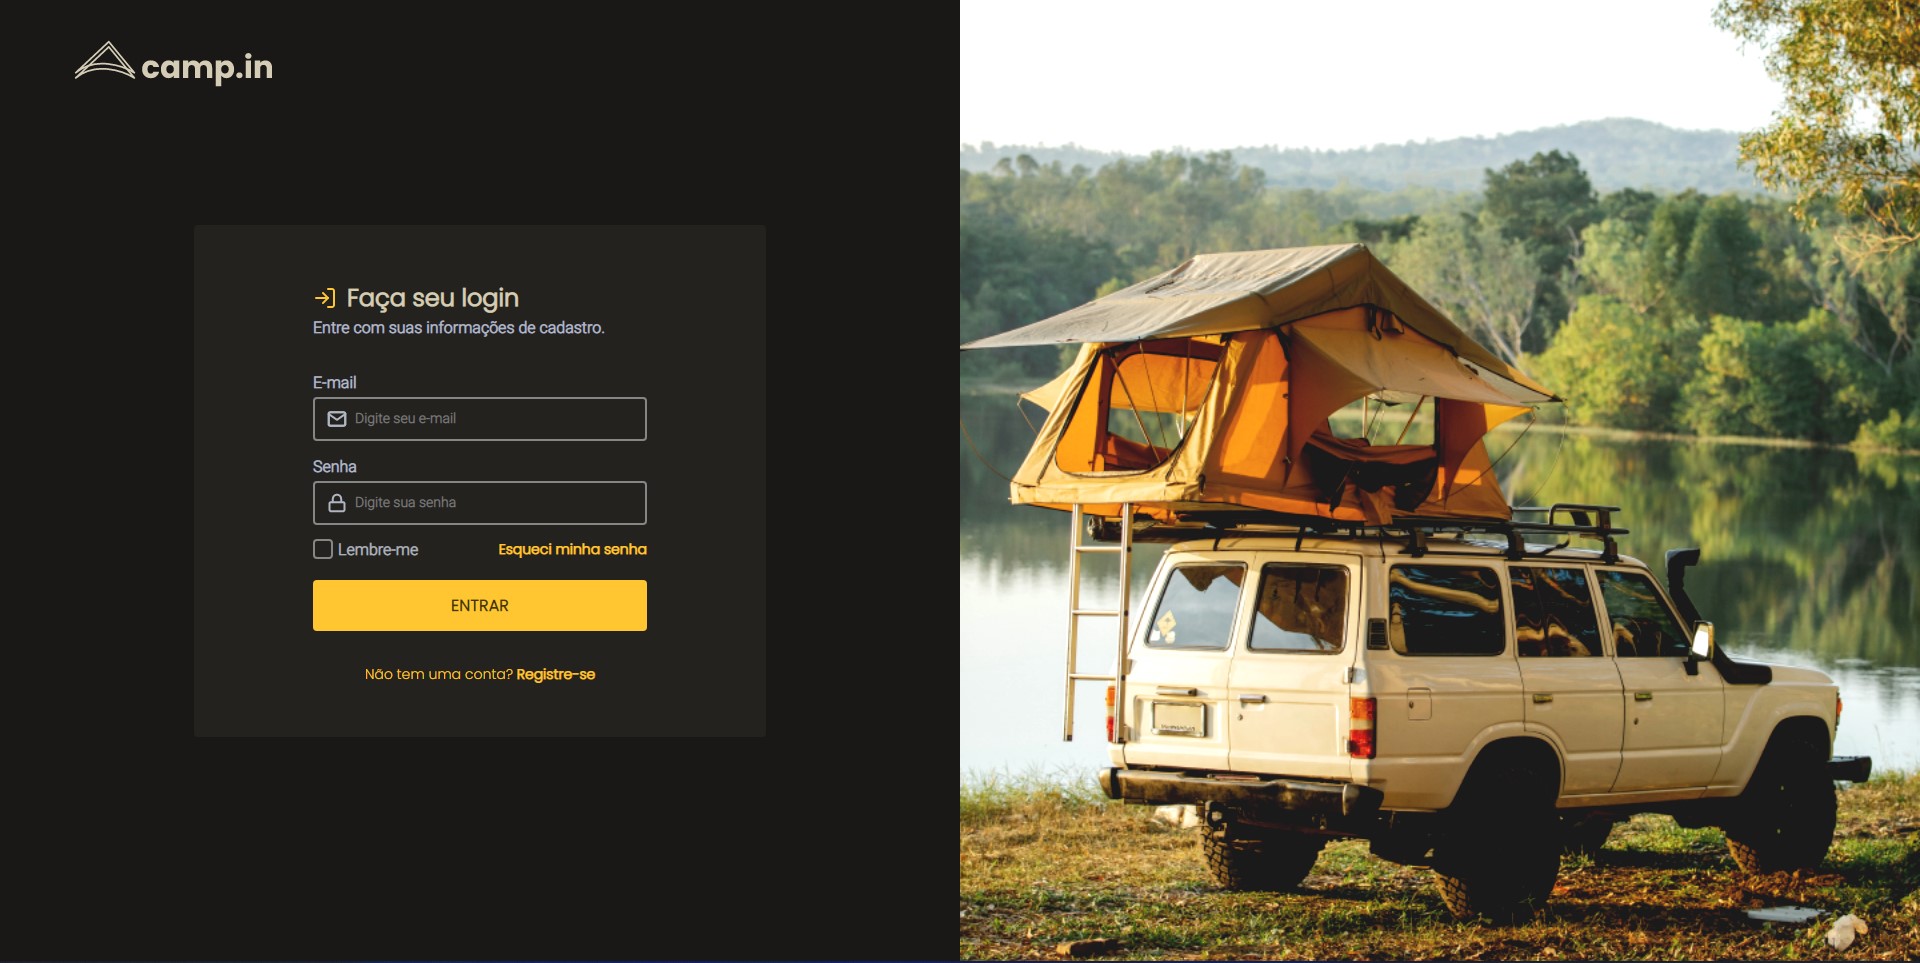 camp.in
Faça seu login
Entre com suas informações de cadastro.
E-mail
Digite seu e-mail
Senha
Digite sua senha
Lembre-me
Esqueci minha senha
ENTRAR
Não tem uma conta? Registre-se